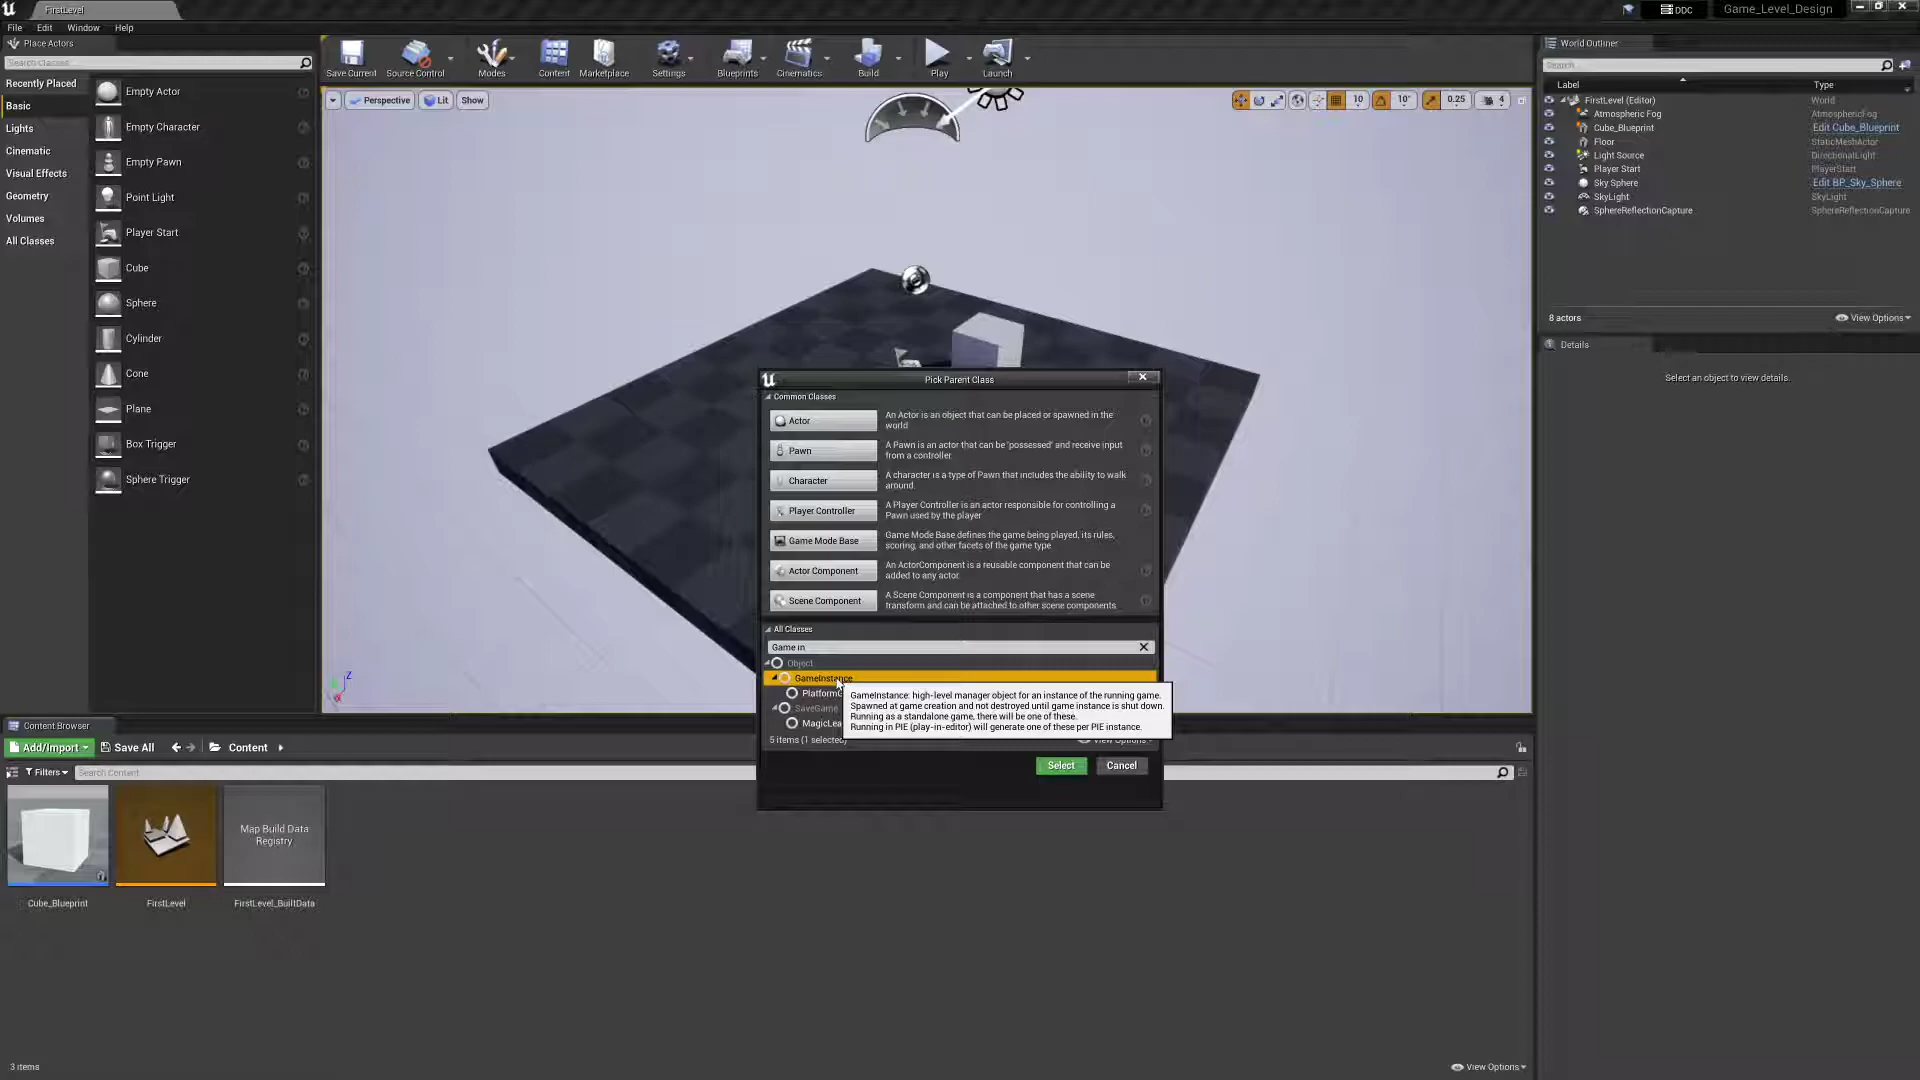 FirstLevel
DDC
Game_Level_Design
File Edit Window Help
Place Actors
Search Classes
Recently Placed
Basic
Lights
Cinematic
Visual Effects
Geometry
Volumes
All Classes
Empty Actor
Empty Character
Empty Pawn
Point Light
Player Start
Cube
Sphere
Cylinder
Cone
Plane
Box Trigger
Sphere Trigger
Save Current
Source Control
Modes
Content
Marketplace
Settings
Blueprints
Cinematics
Build
Play
Launch
Perspective
Lit
Show
10
10°
0.25
4
World Outliner
Search
Label Type
FirstLevel (Editor) World
Atmospheric Fog AtmosphericFog
Cube_Blueprint Edit Cube_Blueprint
Floor StaticMeshActor
Light Source DirectionalLight
Player Start PlayerStart
Sky Sphere Edit BP_Sky_Sphere
SkyLight SkyLight
SphereReflectionCapture SphereReflectionCapture
8 actors
View Options
Details
Select an object to view details.
Pick Parent Class
Common Classes
Actor
An Actor is an object that can be placed or spawned in the
world
Pawn
A Pawn is an actor that can be 'possessed' and receive input
from a controller.
Character
A character is a type of Pawn that includes the ability to walk
around.
Player Controller
A Player Controller is an actor responsible for controlling a
Pawn used by the player
Game Mode Base
Game Mode Base defines the game being played, its rules,
scoring, and other facets of the game type
Actor Component
An ActorComponent is a reusable component that can be
added to any actor.
Scene Component
A Scene Component is a component that has a scene
transform and can be attached to other scene components
All Classes
Game in
Object
GameInstance
SaveGame
GameInstance: high-level manager object for an instance of the running game.
Spawned at game creation and not destroyed until game instance is shut down.
Running as a standalone game, there will be one of these.
Running in PIE (play-in-editor) will generate one of these per PIE instance.
5 items (1 selected)
View Options
Select
Cancel
Z
Content Browser
Add/Import
Save All
Content
Filters
Search Content
Cube_Blueprint
FirstLevel
Map Build Data
Registry
FirstLevel_BuiltData
3 items
View Options